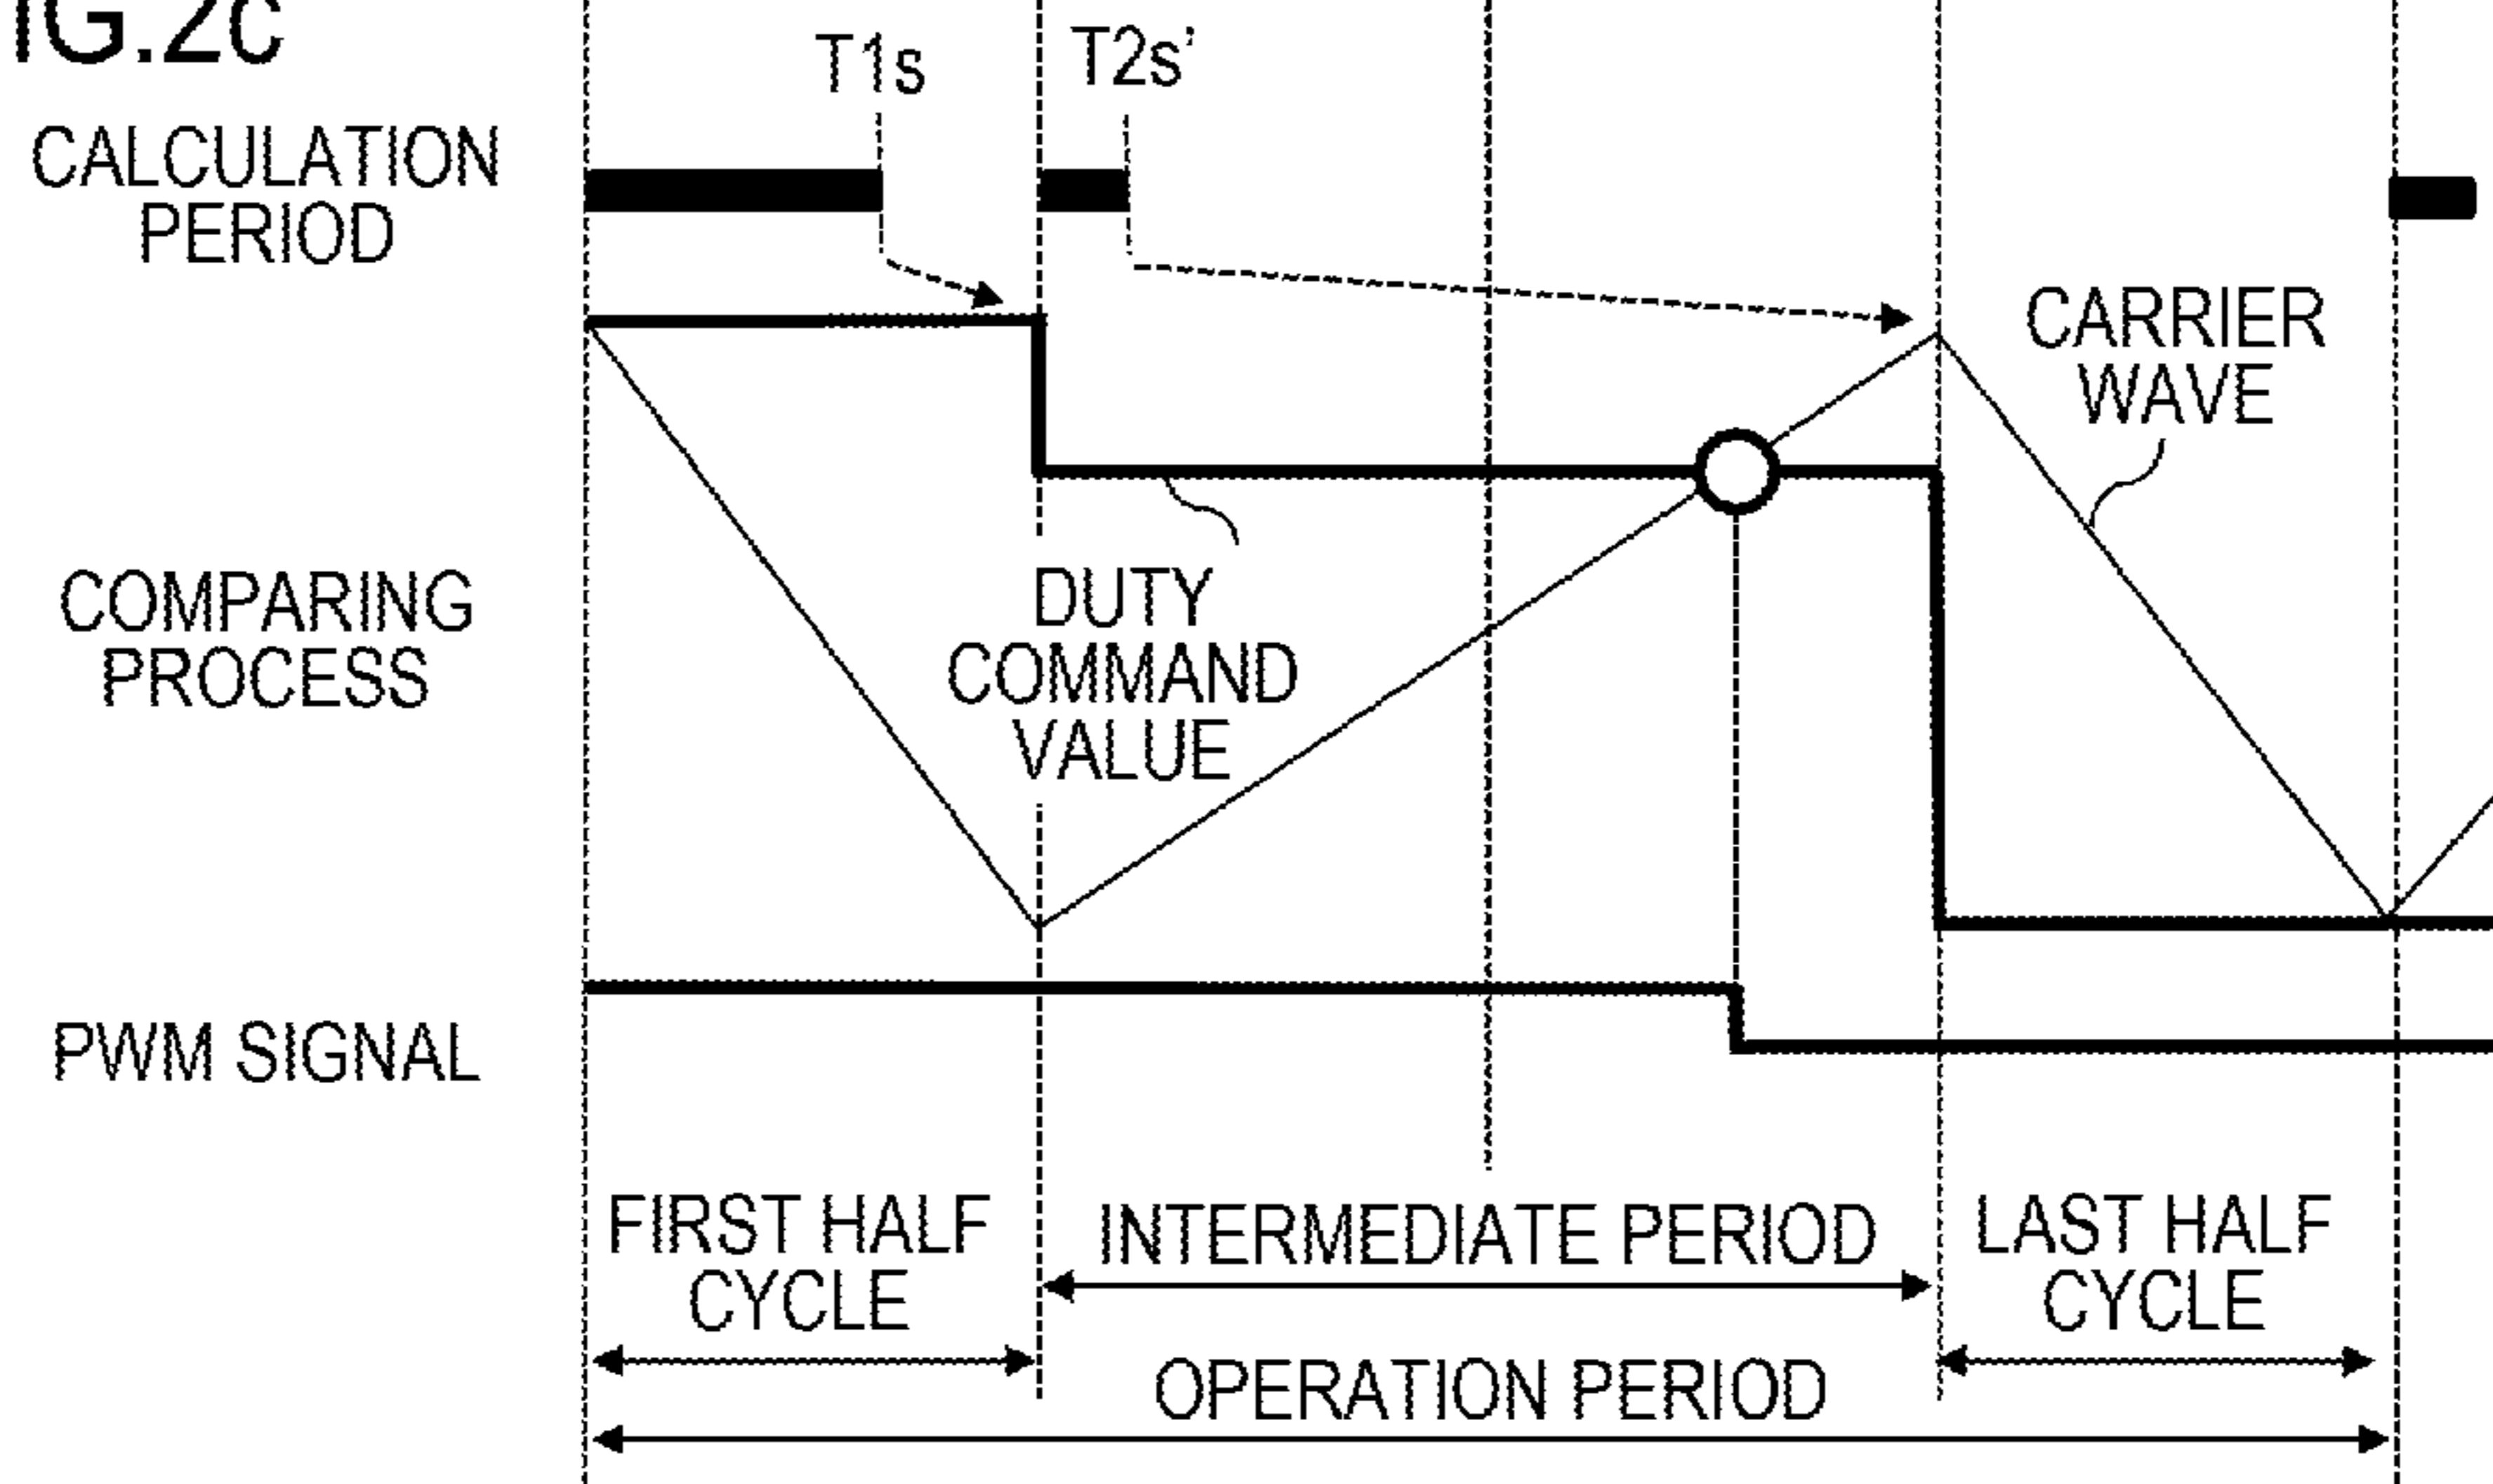 IG.2c
T1s
T2s'
CALCULATION
PERIOD
CARRIER
WAVE
COMPARING
PROCESS
DUTY
COMMAND
VALUE
PWM SIGNAL
FIRST HALF
CYCLE
INTERMEDIATE PERIOD
LAST HALF
CYCLE
OPERATION PERIOD